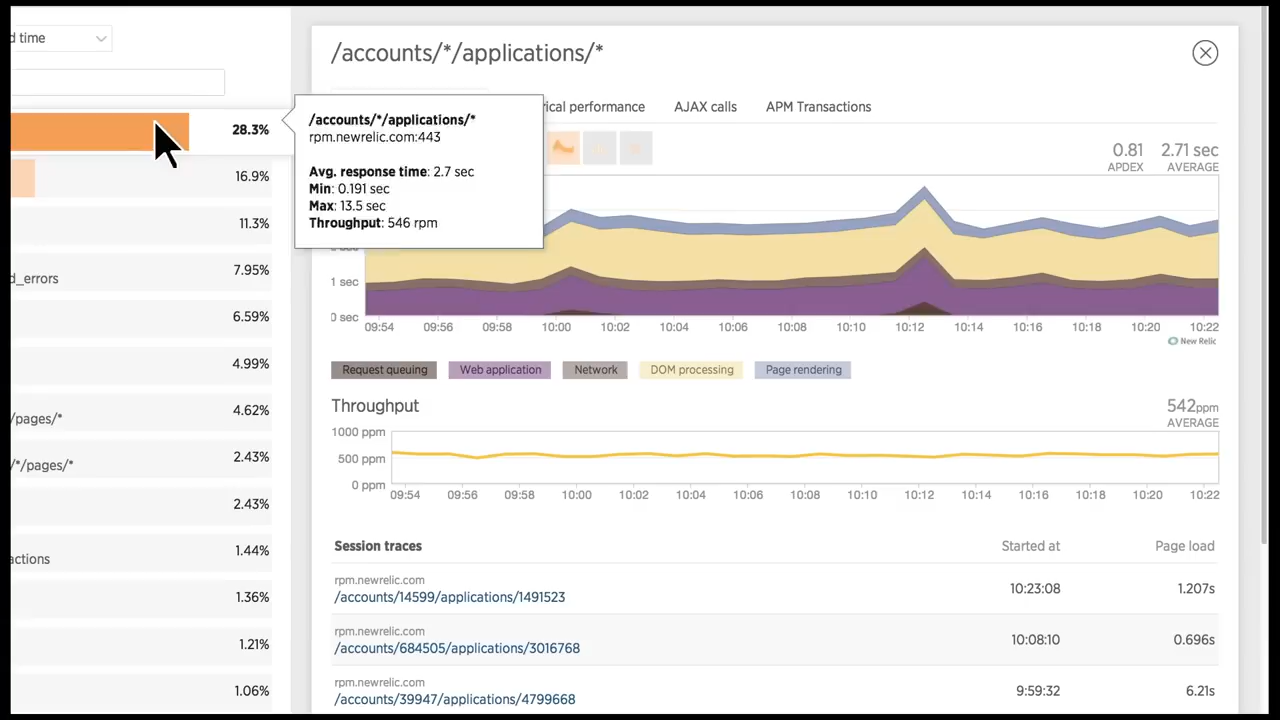 d time
28.3%
16.9%
11.3%
d_errors
7.95%
6.59%
4.99%
/pages/*
4.62%
/*/pages/*
2.43%
2.43%
actions
1.44%
1.36%
1.21%
1.06%
/accounts/*/applications/*
rpm.newrelic.com:443
Avg. response time: 2.7 sec
Min: 0.191 sec
Max: 13.5 sec
Throughput: 546 rpm
/accounts/*/applications/*
rical performance AJAX calls APM Transactions
0.81 2.71 sec
APDEX AVERAGE
1 sec
0 sec
09:54 09:56 09:58 10:00 10:02 10:04 10:06 10:08 10:10 10:12 10:14 10:16 10:18 10:20 10:22
New Relic
Request queuing Web application Network DOM processing Page rendering
Throughput
542ppm
AVERAGE
1000 ppm
500 ppm
0 ppm
09:54 09:56 09:58 10:00 10:02 10:04 10:06 10:08 10:10 10:12 10:14 10:16 10:18 10:20 10:22
Session traces Started at Page load
rpm.newrelic.com
/accounts/14599/applications/1491523 10:23:08 1.207s
rpm.newrelic.com
/accounts/684505/applications/3016768 10:08:10 0.696s
rpm.newrelic.com
/accounts/39947/applications/4799668 9:59:32 6.21s